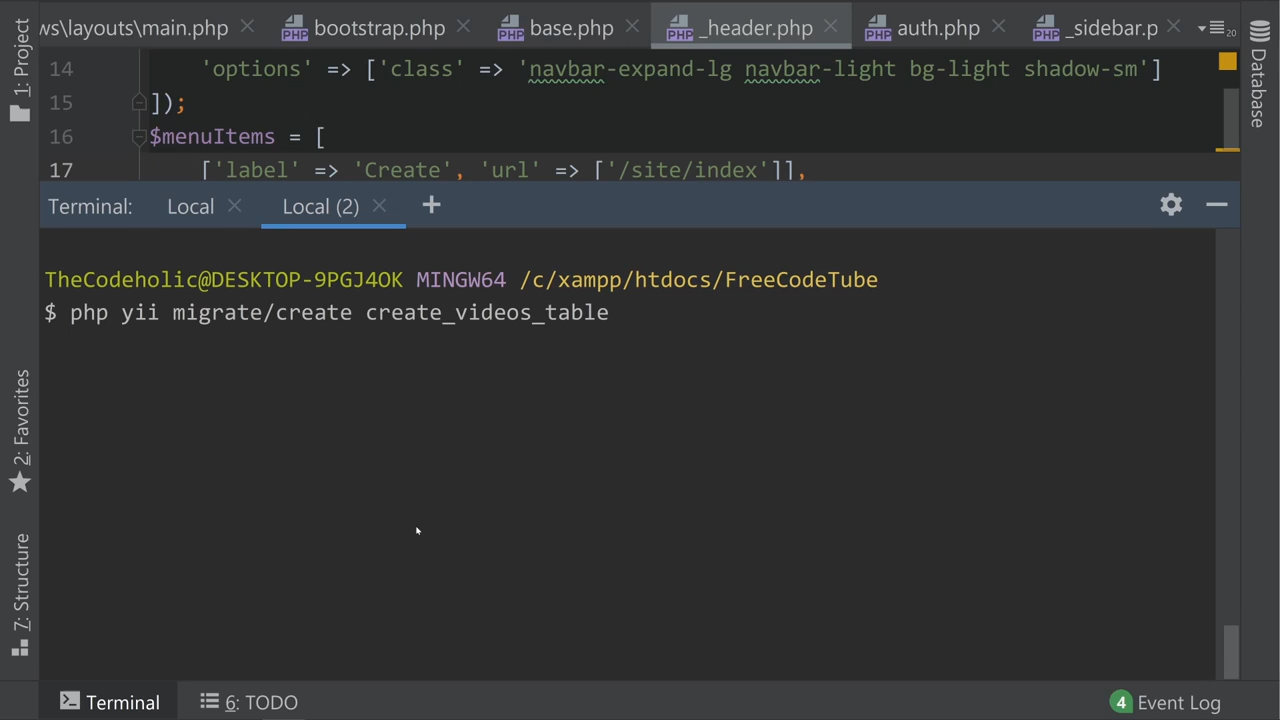 ws\layouts\main.php
bootstrap.php
base.php
_header.php
auth.php
_sidebar.p
20
1: Project
Database
14 'options' => ['class' => 'navbar-expand-lg navbar-light bg-light shadow-sm']
15 ]);
16 $menuItems = [
17 ['label' => 'Create', 'url' => ['/site/index']],
Terminal: Local Local (2) +
TheCodeholic@DESKTOP-9PGJ4OK MINGW64 /c/xampp/htdocs/FreeCodeTube
$ php yii migrate/create create_videos_table
2: Favorites
7: Structure
Terminal 6: TODO 4 Event Log